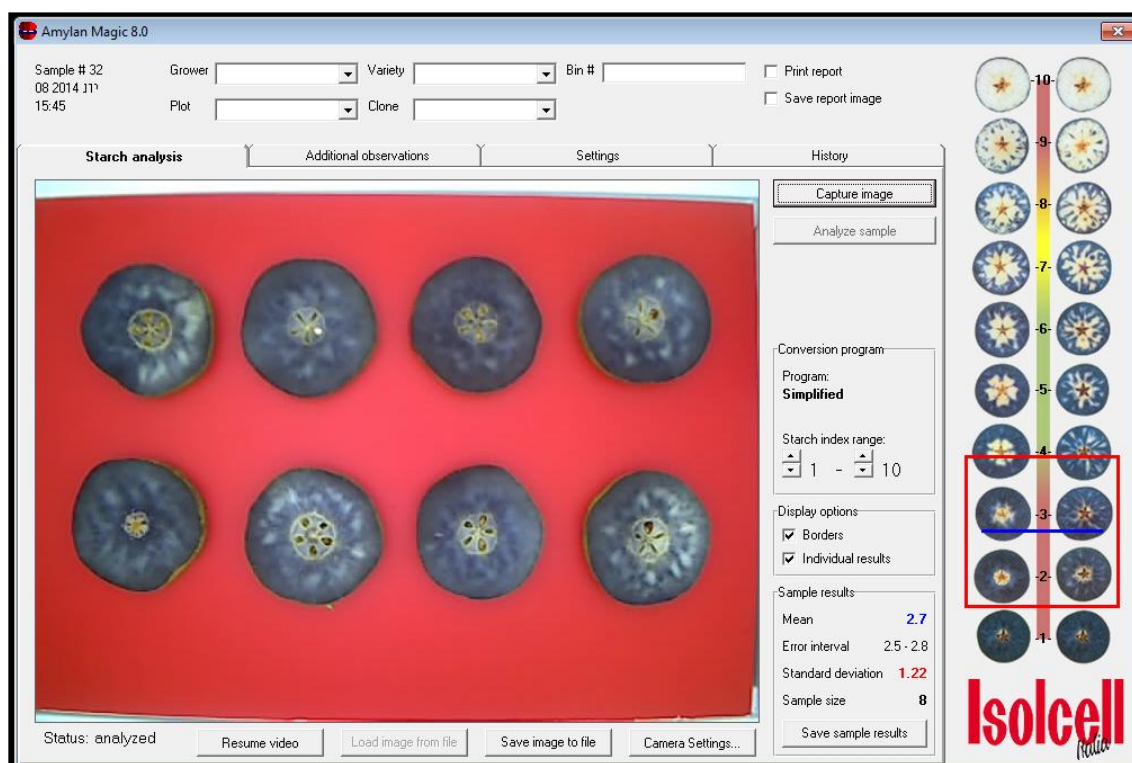 Amylan Magic 8.0
Sample # 32
08 2014 יונ
15:45
Grower
Variety
Bin #
Plot
Clone
Print report
Save report image
Starch analysis
Additional observations
Settings
History
Capture image
Analyze sample
Conversion program
Program:
Simplified
Starch index range:
1 - 10
Display options
Borders
Individual results
Sample results
Mean 2.7
Error interval 2.5 - 2.8
Standard deviation 1.22
Sample size 8
Save sample results
Status: analyzed
Resume video
Load image from file
Save image to file
Camera Settings...
-10-
-9-
-8-
-7-
-6-
-5-
-4-
-3-
-2-
-1-
Isolcell
Italia